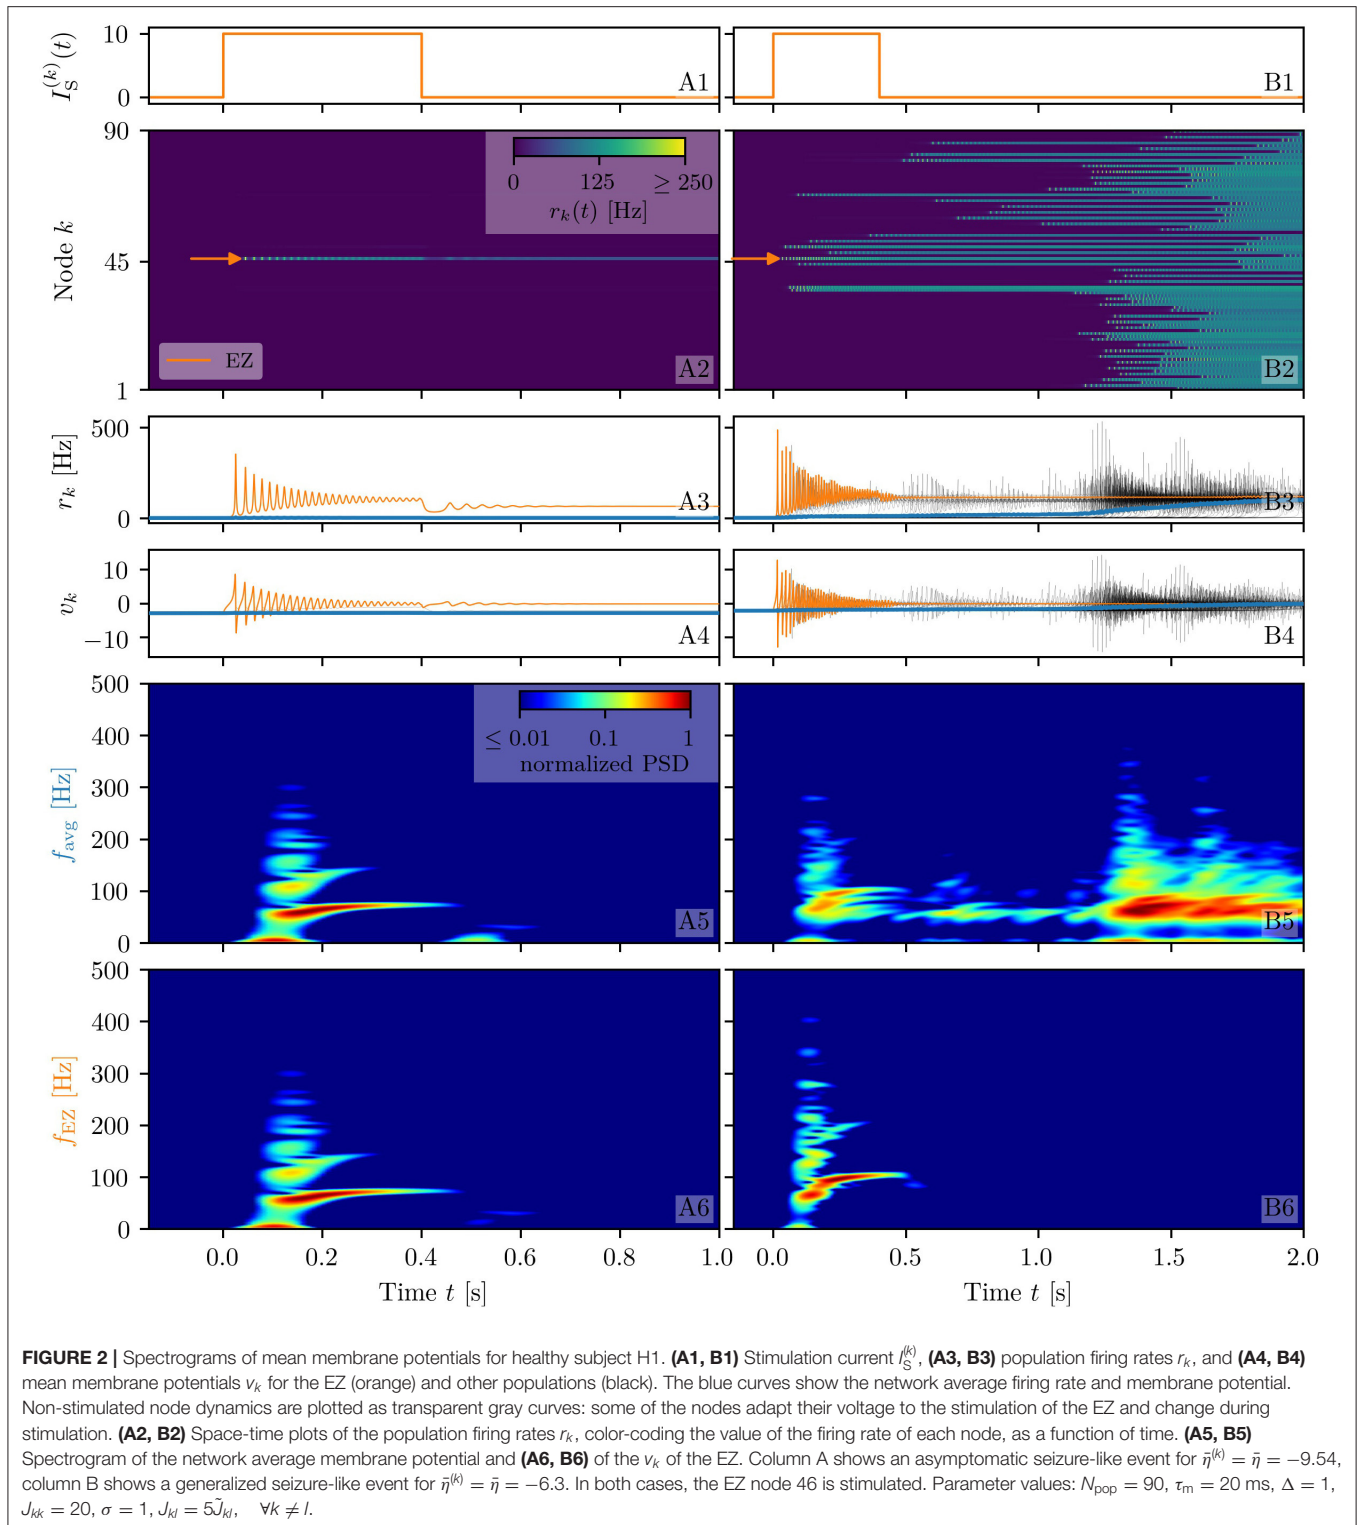 I_S^(k)(t)
10
0
A1
B1
Node k
90
45
1
0 125 ≥ 250
r_k(t) [Hz]
EZ
A2
B2
r_k [Hz]
500
0
A3
B3
v_k
10
0
−10
A4
B4
f_avg [Hz]
500
400
300
200
100
0
≤ 0.01 0.1 1
normalized PSD
A5
B5
f_EZ [Hz]
500
400
300
200
100
0
A6
B6
0.0 0.2 0.4 0.6 0.8 1.0
0.0 0.5 1.0 1.5 2.0
Time t [s]
Time t [s]
FIGURE 2 | Spectrograms of mean membrane potentials for healthy subject H1. (A1, B1) Stimulation current I_S^(k), (A3, B3) population firing rates r_k, and (A4, B4)
mean membrane potentials v_k for the EZ (orange) and other populations (black). The blue curves show the network average firing rate and membrane potential.
Non-stimulated node dynamics are plotted as transparent gray curves: some of the nodes adapt their voltage to the stimulation of the EZ and change during
stimulation. (A2, B2) Space-time plots of the population firing rates r_k, color-coding the value of the firing rate of each node, as a function of time. (A5, B5)
Spectrogram of the network average membrane potential and (A6, B6) of the v_k of the EZ. Column A shows an asymptotic seizure-like event for η̄^(k) = η̄ = −9.54,
column B shows a generalized seizure-like event for η̄^(k) = η̄ = −6.3. In both cases, the EZ node 46 is stimulated. Parameter values: N_pop = 90, τ_m = 20 ms, Δ = 1,
J_kk = 20, σ = 1, J_kl = 5J̃_kl, ∀k ≠ l.